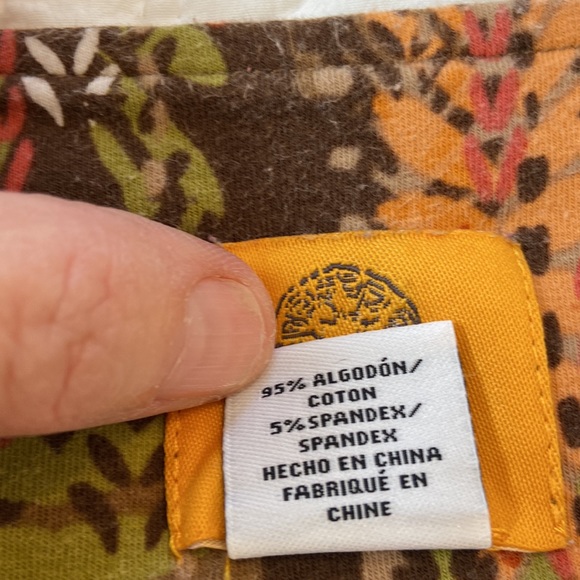 95% ALGODÓN/
COTON
5% SPANDEX/
SPANDEX
HECHO EN CHINA
FABRIQUÉ EN
CHINE